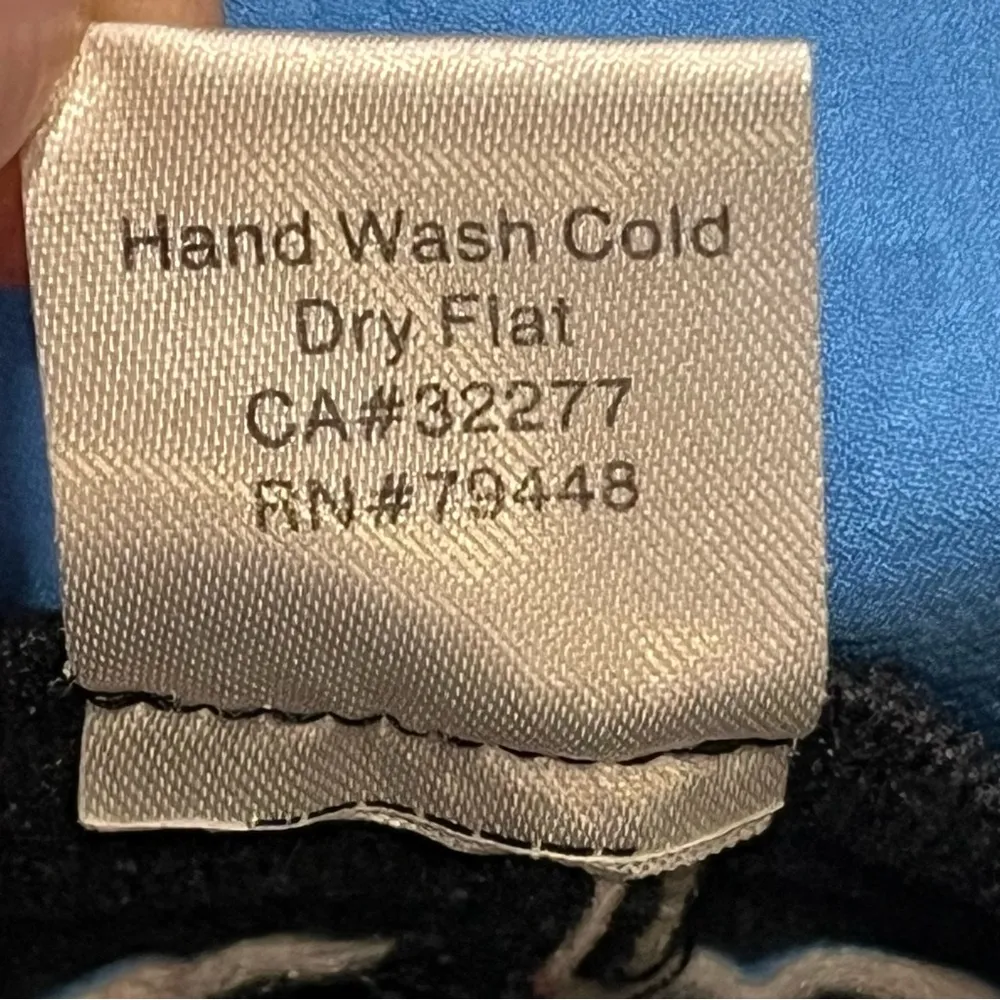 Hand Wash Cold
Dry Flat
CA#32277
RN#79448